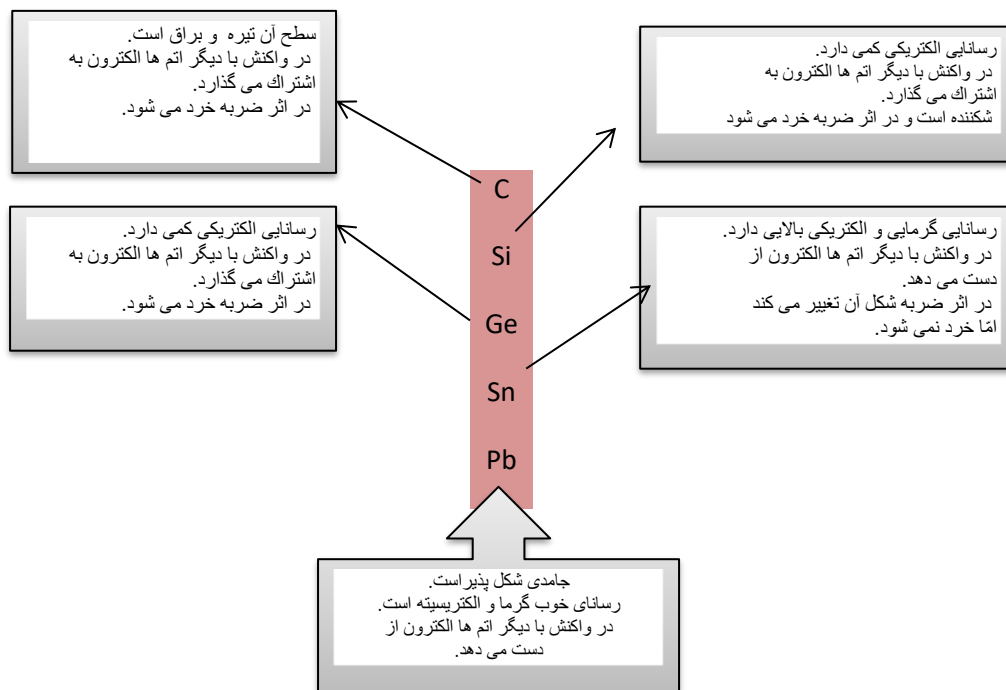 سطح آن تیره و براق است.
در واکنش با دیگر اتم ها الکترون به
اشتراك می گذارد.
در اثر ضربه خرد می شود.
رسانایی الکتریکی کمی دارد.
در واکنش با دیگر اتم ها الکترون به
اشتراك می گذارد.
شکننده است و در اثر ضربه خرد می شود
C
Si
Ge
Sn
Pb
رسانایی الکتریکی کمی دارد.
در واکنش با دیگر اتم ها الکترون به
اشتراك می گذارد.
در اثر ضربه خرد می شود.
رسانایی گرمایی و الکتریکی بالایی دارد.
در واکنش با دیگر اتم ها الکترون از
دست می دهد.
در اثر ضربه شکل آن تغییر می کند
امّا خرد نمی شود.
جامدی شکل پذیراست.
رسانای خوب گرما و الکتریسیته است.
در واکنش با دیگر اتم ها الکترون از
دست می دهد.